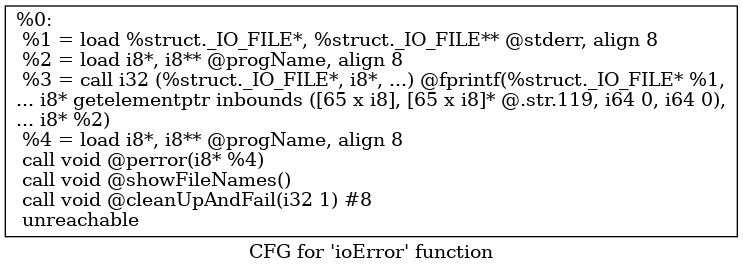 %0:
%1 = load %struct._IO_FILE*, %struct._IO_FILE** @stderr, align 8
%2 = load i8*, i8** @progName, align 8
%3 = call i32 (%struct._IO_FILE*, i8*, ...) @fprintf(%struct._IO_FILE* %1,
... i8* getelementptr inbounds ([65 x i8], [65 x i8]* @.str.119, i64 0, i64 0),
... i8* %2)
%4 = load i8*, i8** @progName, align 8
call void @perror(i8* %4)
call void @showFileNames()
call void @cleanUpAndFail(i32 1) #8
unreachable
CFG for 'ioError' function